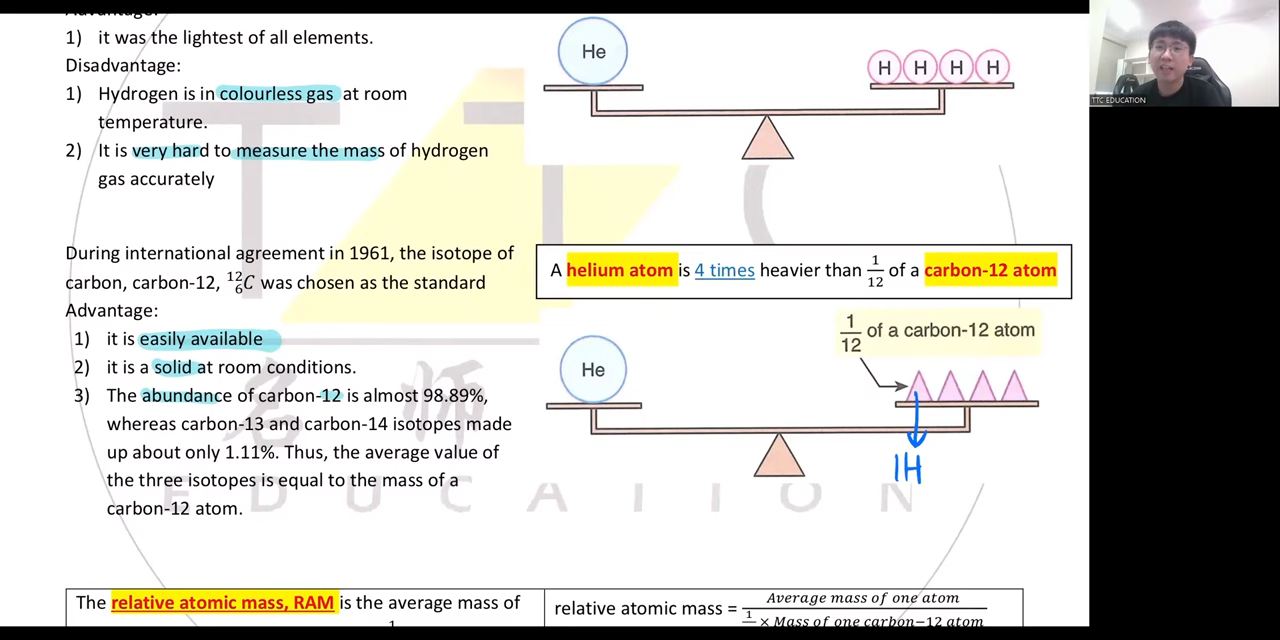 Advantage:
1) it was the lightest of all elements.
Disadvantage:
1) Hydrogen is in colourless gas at room
temperature.
2) It is very hard to measure the mass of hydrogen
gas accurately
He
H H H H
During international agreement in 1961, the isotope of
carbon, carbon-12, ¹²₆C was chosen as the standard
Advantage:
1) it is easily available
2) it is a solid at room conditions.
3) The abundance of carbon-12 is almost 98.89%,
whereas carbon-13 and carbon-14 isotopes made
up about only 1.11%. Thus, the average value of
the three isotopes is equal to the mass of a
carbon-12 atom.
A helium atom is 4 times heavier than 1/12 of a carbon-12 atom
1/12 of a carbon-12 atom
He
1H
The relative atomic mass, RAM is the average mass of
1
relative atomic mass = Average mass of one atom
1 × Mass of one carbon−12 atom
TTC EDUCATION
TTC
名师
EDUCATION